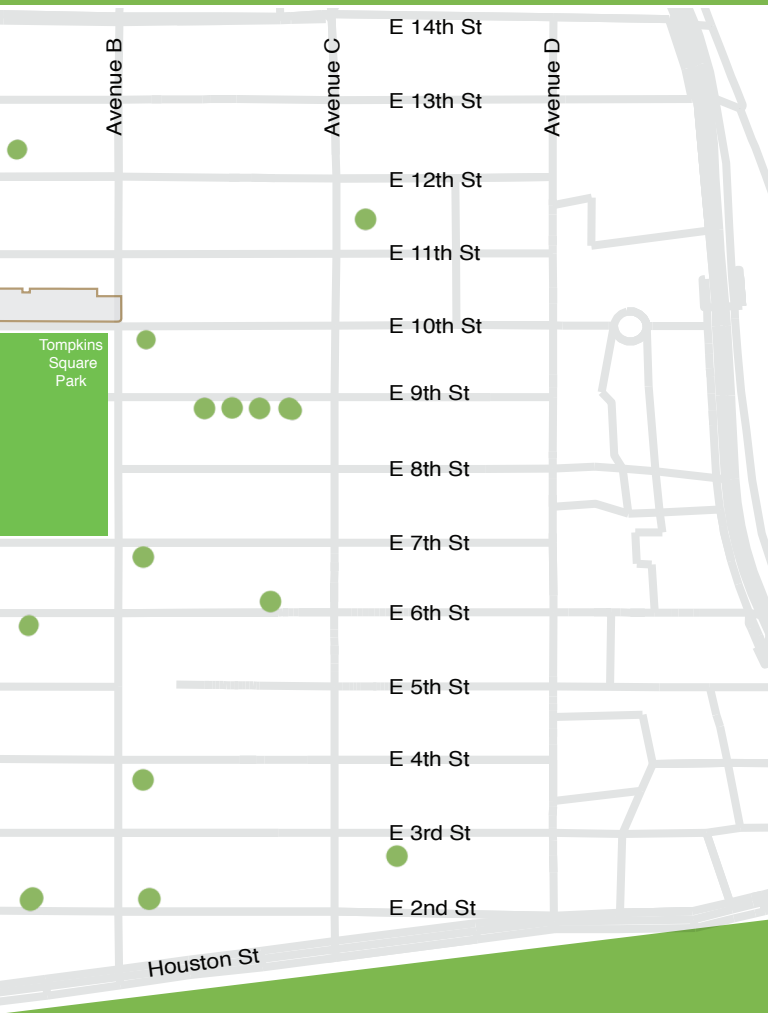 E 14th St
Avenue B
Avenue C
Avenue D
E 13th St
E 12th St
E 11th St
E 10th St
Tompkins
Square
Park
E 9th St
E 8th St
E 7th St
E 6th St
E 5th St
E 4th St
E 3rd St
E 2nd St
Houston St